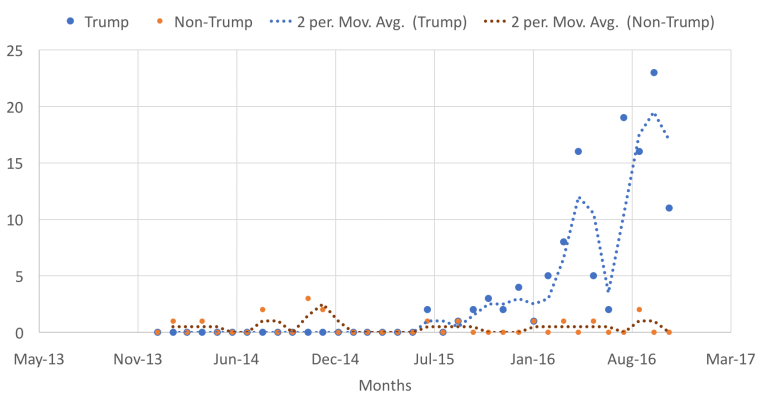 Trump Non-Trump 2 per. Mov. Avg. (Trump) 2 per. Mov. Avg. (Non-Trump)
25
20
15
10
5
0
May-13 Nov-13 Jun-14 Dec-14 Jul-15 Jan-16 Aug-16 Mar-17
Months